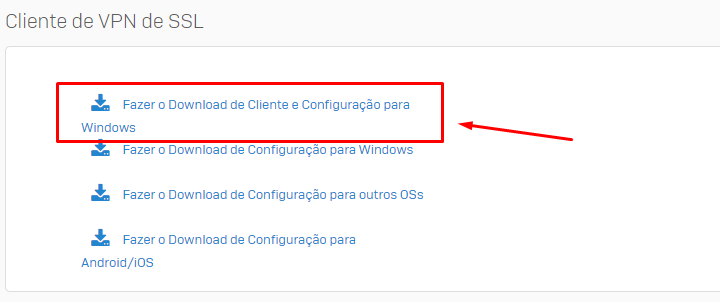 Cliente de VPN de SSL
Fazer o Download de Cliente e Configuração para
Windows
Fazer o Download de Configuração para Windows
Fazer o Download de Configuração para outros OSs
Fazer o Download de Configuração para
Android/iOS